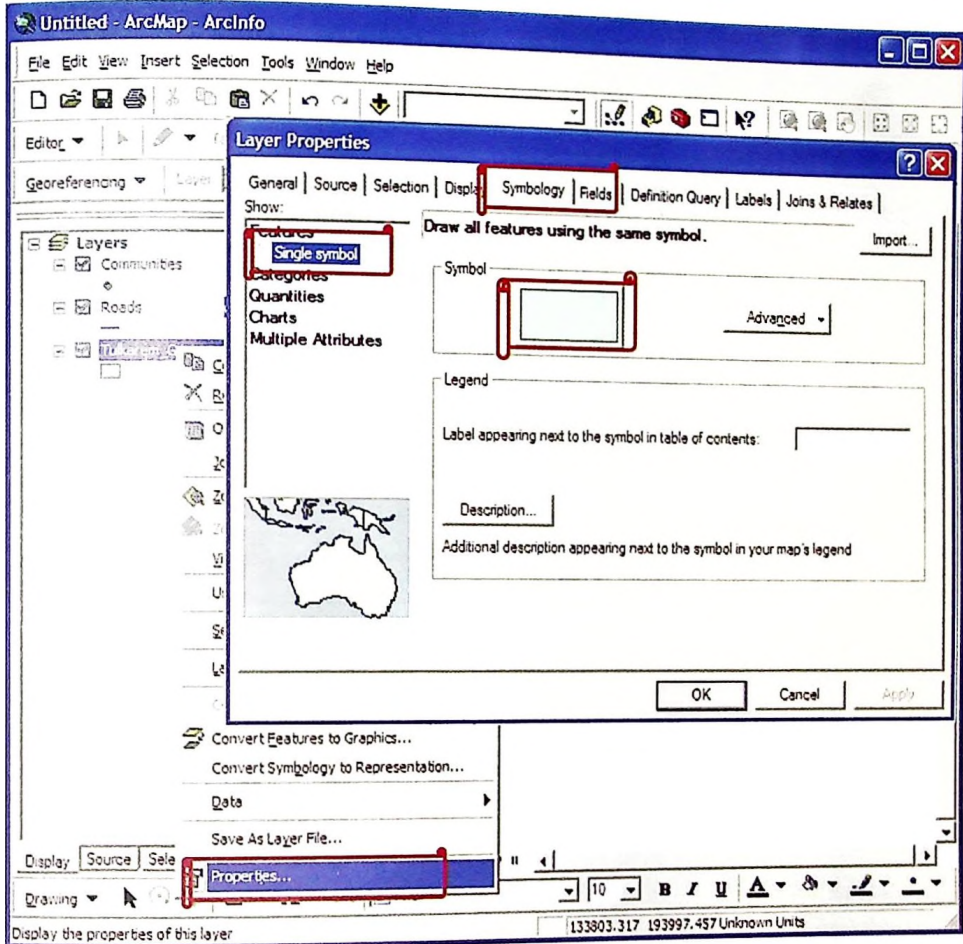 Untitled - ArcMap - ArcInfo
File Edit View Insert Selection Tools Window Help
Editor
Georeferencing Layer
Layers
Communities
Roads
Layer Properties
General Source Selection Display Symbology Fields Definition Query Labels Joins & Relates
Show:
Features
Single symbol
Categories
Quantities
Charts
Multiple Attributes
Draw all features using the same symbol.
Import...
Symbol
Advanced
Legend
Label appearing next to the symbol in table of contents:
Description...
Additional description appearing next to the symbol in your map's legend
OK Cancel Apply
Convert Features to Graphics...
Convert Symbology to Representation...
Data
Save As Layer File...
Properties...
Display Source Sele
Drawing 10 B I U A
Display the properties of this layer
133803.317 193997.457 Unknown Units